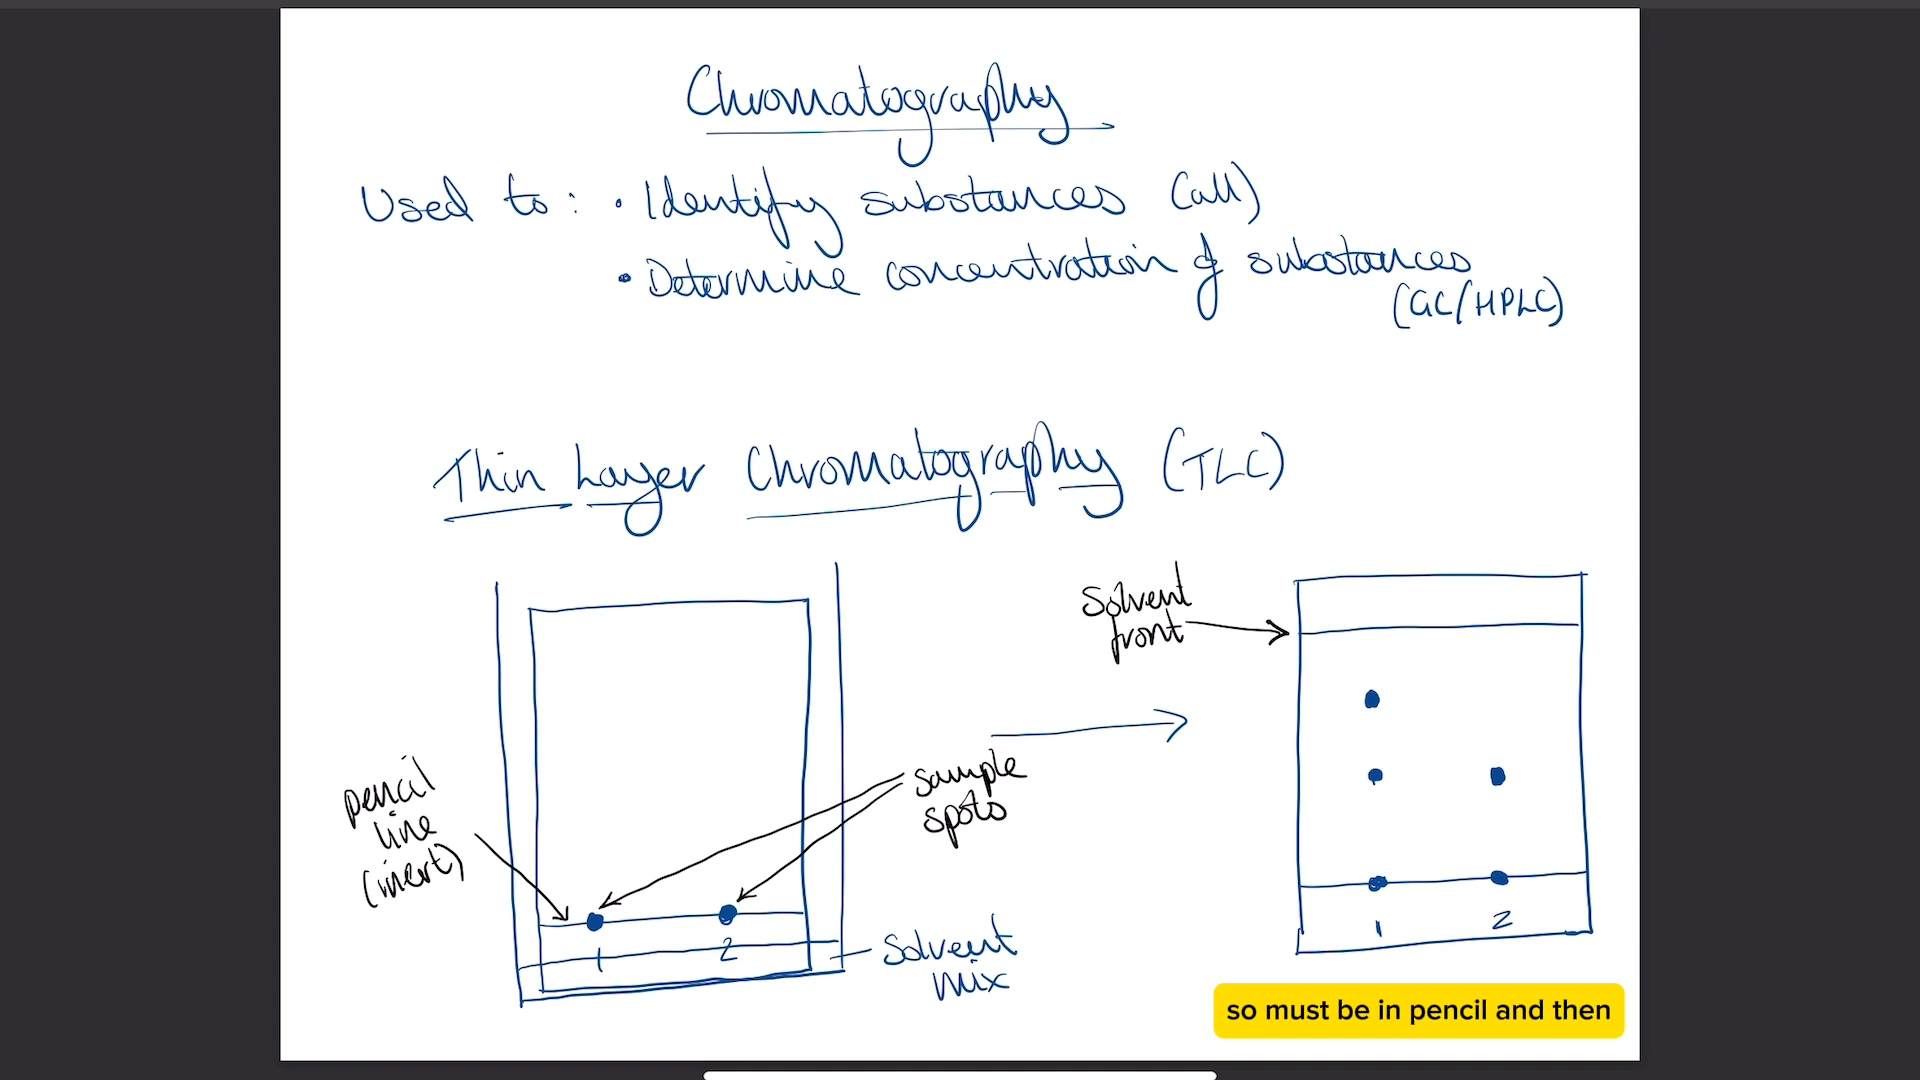 Chromatography
Used to: • Identify substances (all)
• Determine concentration of substances
(GC/HPLC)
Thin Layer Chromatography (TLC)
pencil
line
(inert)
1
2
sample
spots
Solvent
mix
Solvent
front
1
2
so must be in pencil and then